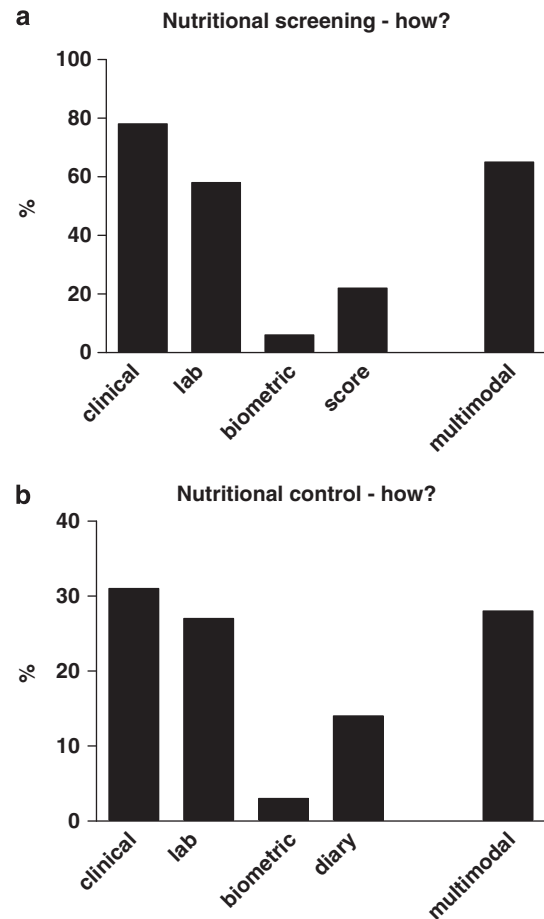 a
Nutritional screening - how?
100
80
60
40
20
0
%
clinical
lab
biometric
score
multimodal
b
Nutritional control - how?
40
30
20
10
0
%
clinical
lab
biometric
diary
multimodal